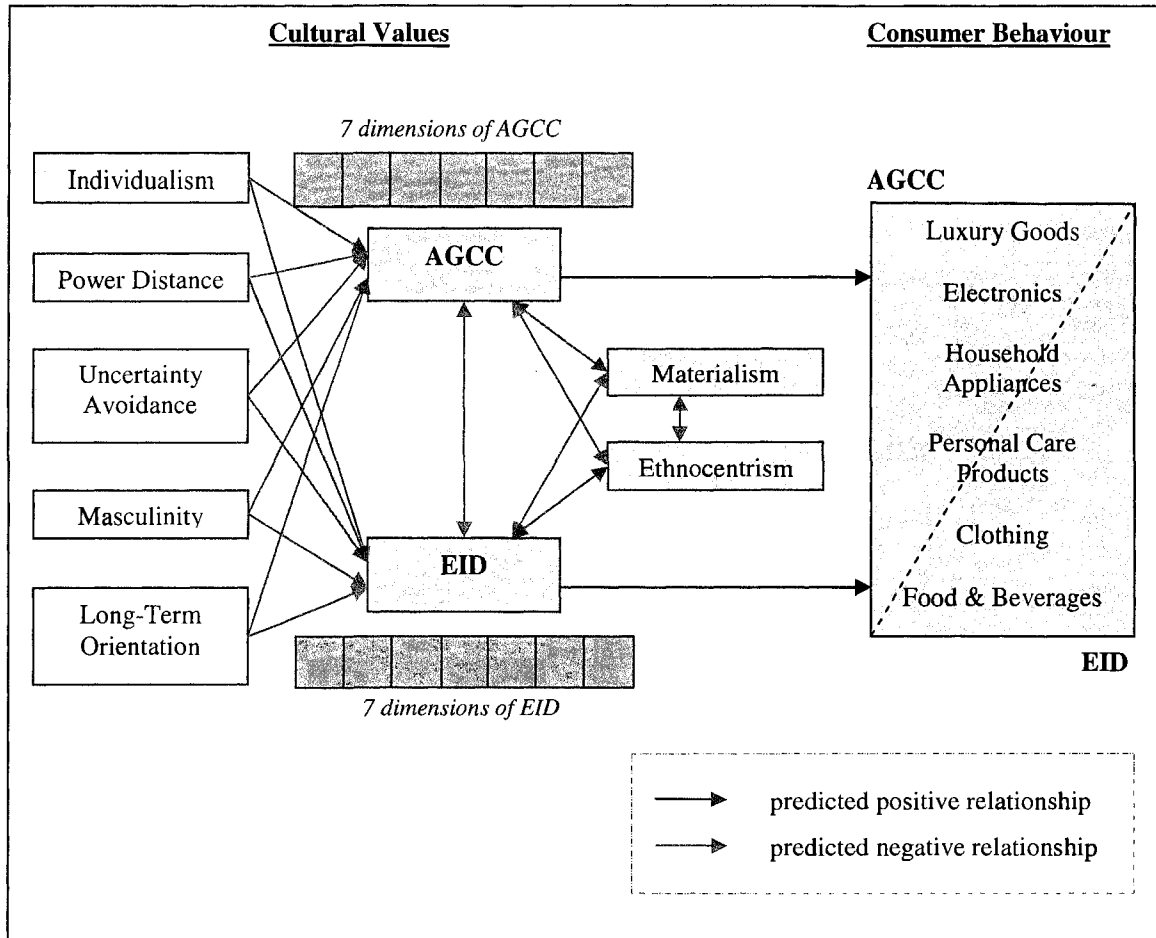 Cultural Values
Consumer Behaviour
7 dimensions of AGCC
Individualism
Power Distance
Uncertainty
Avoidance
Masculinity
Long-Term
Orientation
AGCC
EID
7 dimensions of EID
Materialism
Ethnocentrism
AGCC
Luxury Goods
Electronics
Household
Appliances
Personal Care
Products
Clothing
Food & Beverages
EID
predicted positive relationship
predicted negative relationship